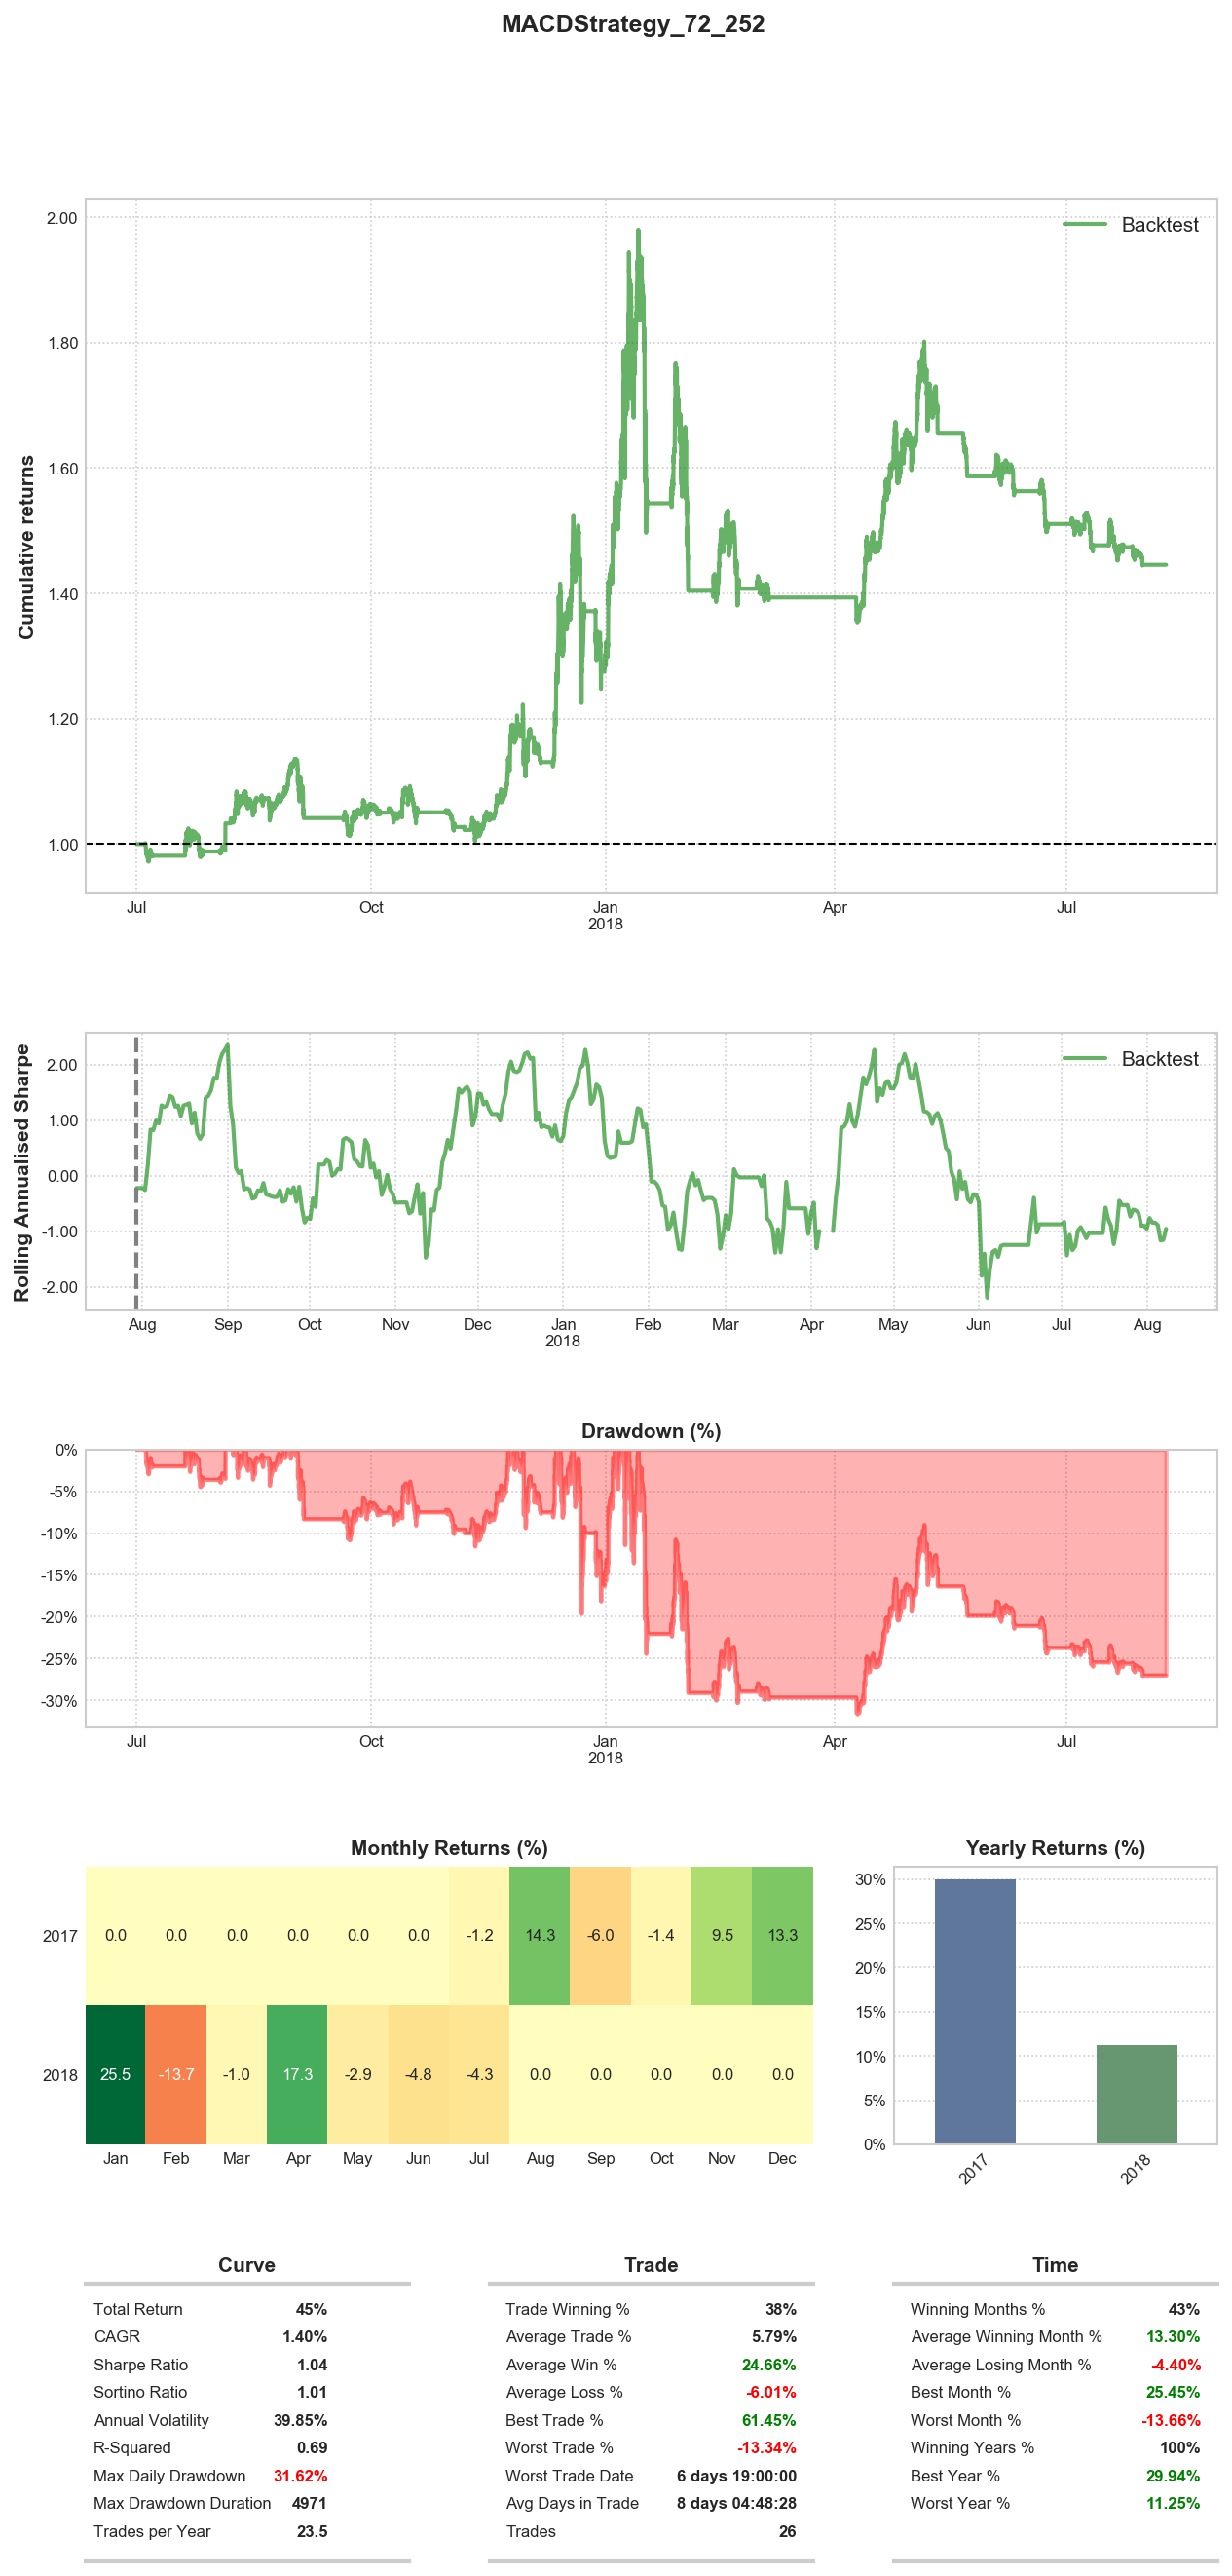 MACDStrategy_72_252
Cumulative returns
2.00
1.80
1.60
1.40
1.20
1.00
Backtest
Jul Oct Jan Apr Jul
2018
Rolling Annualised Sharpe
2.00
1.00
0.00
-1.00
-2.00
Backtest
Aug Sep Oct Nov Dec Jan Feb Mar Apr May Jun Jul Aug
2018
Drawdown (%)
0%
-5%
-10%
-15%
-20%
-25%
-30%
Jul Oct Jan Apr Jul
2018
Monthly Returns (%)
2017 0.0 0.0 0.0 0.0 0.0 0.0 -1.2 14.3 -6.0 -1.4 9.5 13.3
2018 25.5 -13.7 -1.0 17.3 -2.9 -4.8 -4.3 0.0 0.0 0.0 0.0 0.0
Jan Feb Mar Apr May Jun Jul Aug Sep Oct Nov Dec
Yearly Returns (%)
30%
25%
20%
15%
10%
5%
0%
2017 2018
Curve
Total Return 45%
CAGR 1.40%
Sharpe Ratio 1.04
Sortino Ratio 1.01
Annual Volatility 39.85%
R-Squared 0.69
Max Daily Drawdown 31.62%
Max Drawdown Duration 4971
Trades per Year 23.5
Trade
Trade Winning % 38%
Average Trade % 5.79%
Average Win % 24.66%
Average Loss % -6.01%
Best Trade % 61.45%
Worst Trade % -13.34%
Worst Trade Date 6 days 19:00:00
Avg Days in Trade 8 days 04:48:28
Trades 26
Time
Winning Months % 43%
Average Winning Month % 13.30%
Average Losing Month % -4.40%
Best Month % 25.45%
Worst Month % -13.66%
Winning Years % 100%
Best Year % 29.94%
Worst Year % 11.25%